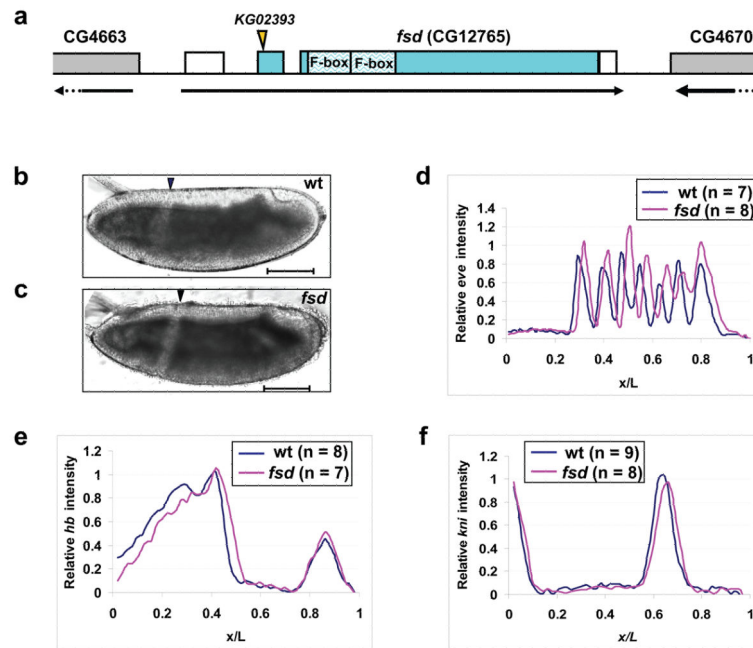 a
KG02393
CG4663
fsd (CG12765)
CG4670
F-box
F-box
b
wt
c
fsd
d
wt (n = 7)
fsd (n = 8)
Relative eve intensity
1.4
1.2
1
0.8
0.6
0.4
0.2
0
0 0.2 0.4 0.6 0.8 1
x/L
e
wt (n = 8)
fsd (n = 7)
Relative hb intensity
1.2
1
0.8
0.6
0.4
0.2
0
0 0.2 0.4 0.6 0.8 1
x/L
f
wt (n = 9)
fsd (n = 8)
Relative kni intensity
1.2
1
0.8
0.6
0.4
0.2
0
0 0.2 0.4 0.6 0.8 1
x/L